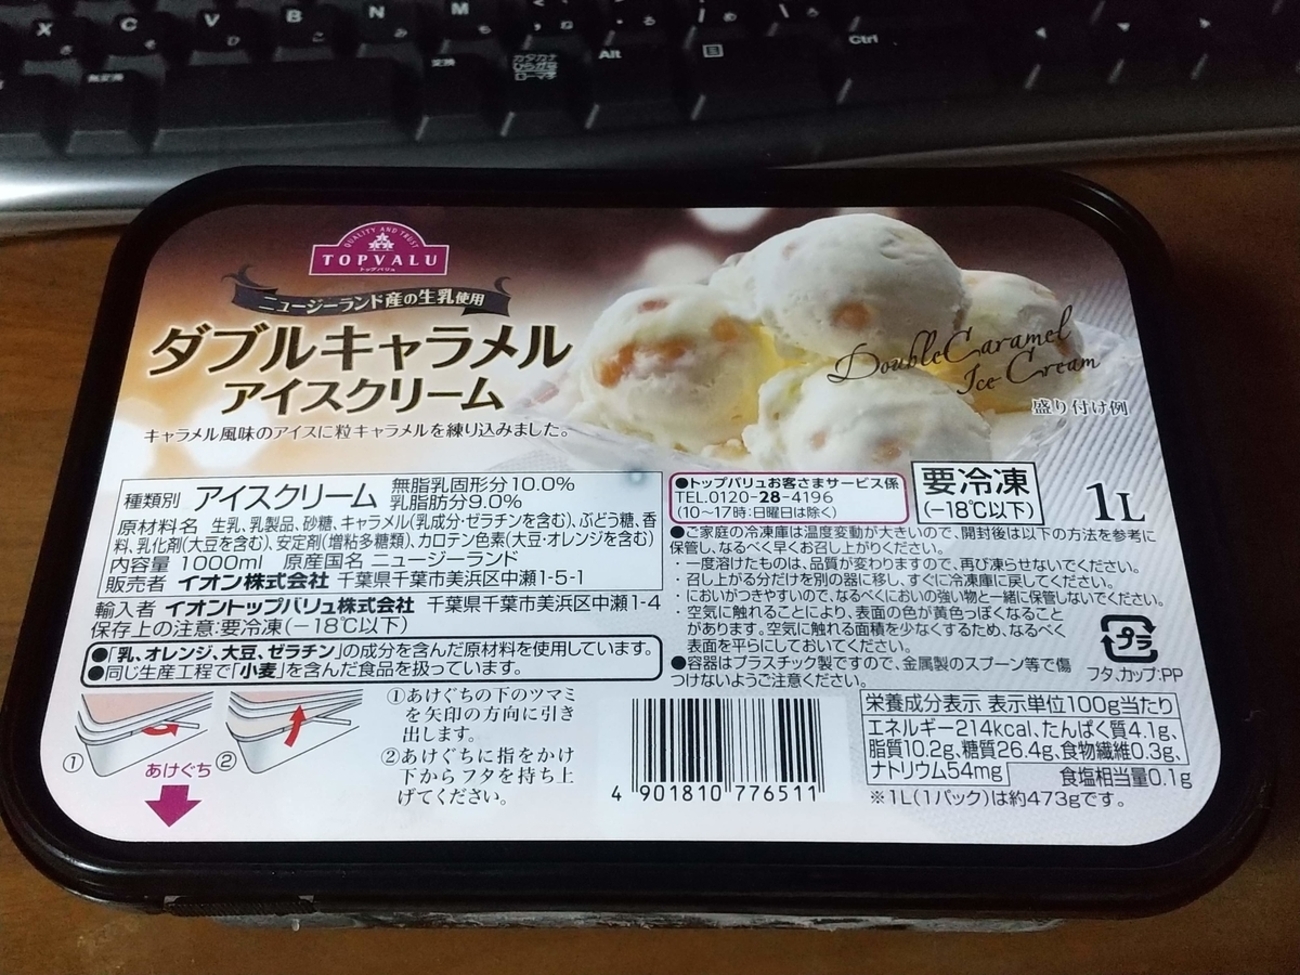 X
C
V
B
N
M
Alt
Ctrl
カタカナ
ひらがな
ローマ字
QUALITY AND TRUST
TOPVALU
トップバリュ
ニュージーランド産の生乳使用
ダブルキャラメル
アイスクリーム
キャラメル風味のアイスに粒キャラメルを練り込みました。
Double Caramel
Ice Cream
盛り付け例
種類別 アイスクリーム 無脂乳固形分10.0%
乳脂肪分9.0%
原材料名 生乳、乳製品、砂糖、キャラメル(乳成分・ゼラチンを含む)、ぶどう糖、香
料、乳化剤(大豆を含む)、安定剤(増粘多糖類)、カロテン色素(大豆・オレンジを含む)
内容量 1000ml 原産国名 ニュージーランド
販売者 イオン株式会社 千葉県千葉市美浜区中瀬1-5-1
輸入者 イオントップバリュ株式会社 千葉県千葉市美浜区中瀬1-4
保存上の注意:要冷凍(−18℃以下)
●「乳、オレンジ、大豆、ゼラチン」の成分を含んだ原材料を使用しています。
●同じ生産工程で「小麦」を含んだ食品を扱っています。
●トップバリュお客さまサービス係
TEL.0120-28-4196
(10〜17時:日曜日は除く)
要冷凍
(−18℃以下)
1L
●ご家庭の冷凍庫は温度変動が大きいので、開封後は以下の方法を参考に
保管し、なるべく早くお召し上がりください。
・一度溶けたものは、品質が変わりますので、再び凍らせないでください。
・召し上がる分だけを別の器に移し、すぐに冷凍庫に戻してください。
・においがつきやすいので、なるべくにおいの強い物と一緒に保管しないでください。
・空気に触れることにより、表面の色が黄色っぽくなること
があります。空気に触れる面積を少なくするため、なるべく
表面を平らにしておいてください。
●容器はプラスチック製ですので、金属製のスプーン等で傷
つけないようご注意ください。
プラ
フタ、カップ:PP
①
あけぐち
②
①あけぐちの下のツマミ
を矢印の方向に引き
出します。
②あけぐちに指をかけ
下からフタを持ち上
げてください。
4 901810 776511
栄養成分表示 表示単位100g当たり
エネルギー214kcal、たんぱく質4.1g、
脂質10.2g、糖質26.4g、食物繊維0.3g、
ナトリウム54mg 食塩相当量0.1g
※1L(1パック)は約473gです。